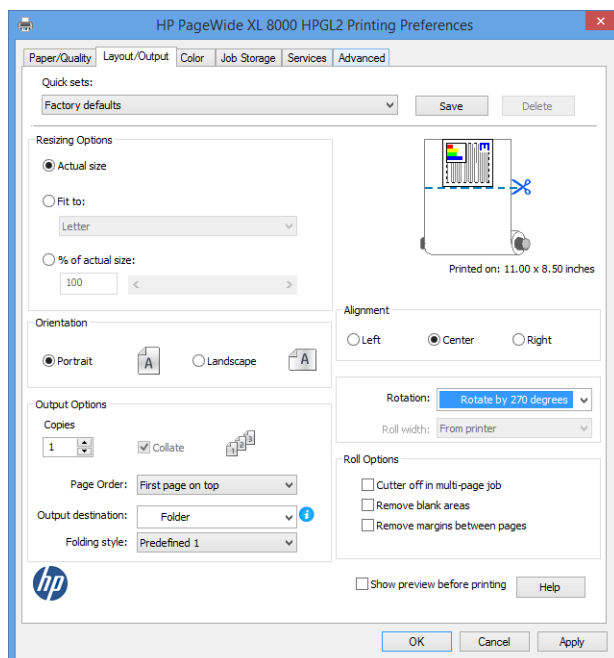 HP PageWide XL 8000 HPGL2 Printing Preferences
Paper/Quality Layout/Output Color Job Storage Services Advanced
Quick sets:
Factory defaults
Save
Delete
Resizing Options
Actual size
Fit to:
Letter
% of actual size:
100
Printed on: 11.00 x 8.50 inches
Orientation
Portrait
A
Landscape
A
Alignment
Left
Center
Right
Rotation: Rotate by 270 degrees
Roll width: From printer
Output Options
Copies
1
Collate
1 2 3
Page Order: First page on top
Output destination: Folder
Folding style: Predefined 1
Roll Options
Cutter off in multi-page job
Remove blank areas
Remove margins between pages
hp
Show preview before printing
Help
OK
Cancel
Apply